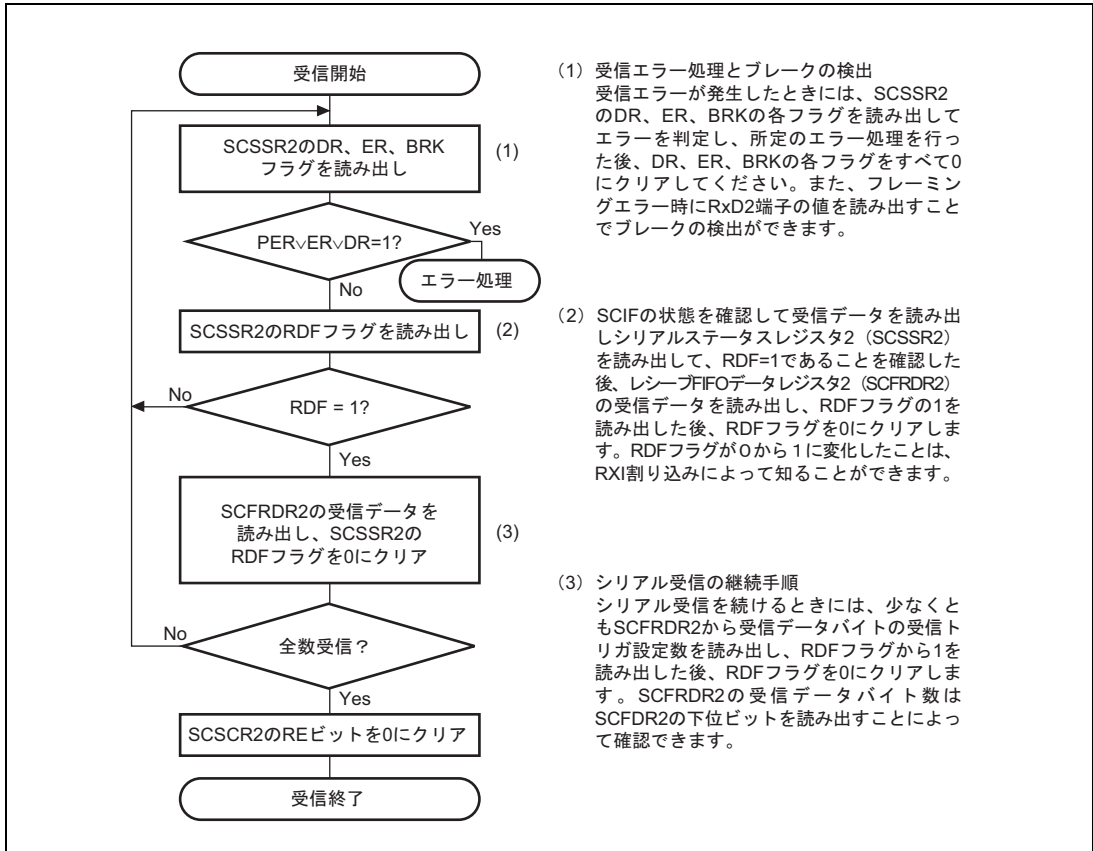 受信開始
SCSSR2のDR、ER、BRK
フラグを読み出し
(1)
PER∨ER∨DR=1?
Yes
エラー処理
No
SCSSR2のRDFフラグを読み出し
(2)
No
RDF = 1?
Yes
SCFRDR2の受信データを
読み出し、SCSSR2の
RDFフラグを0にクリア
(3)
No
全数受信？
Yes
SCSCR2のREビットを0にクリア
受信終了
（1）受信エラー処理とブレークの検出
受信エラーが発生したときには、SCSSR2
のDR、ER、BRKの各フラグを読み出して
エラーを判定し、所定のエラー処理を行っ
た後、DR、ER、BRKの各フラグをすべて0
にクリアしてください。また、フレーミン
グエラー時にRxD2端子の値を読み出すこと
でブレークの検出ができます。
（2）SCIFの状態を確認して受信データを読み出
しシリアルステータスレジスタ2（SCSSR2）
を読み出して、RDF=1であることを確認した
後、レシーブFIFOデータレジスタ2（SCFRDR2）
の受信データを読み出し、RDFフラグの1を
読み出した後、RDFフラグを0にクリアしま
す。RDFフラグが０から１に変化したことは、
RXI割り込みによって知ることができます。
（3）シリアル受信の継続手順
シリアル受信を続けるときには、少なくと
もSCFRDR2から受信データバイトの受信ト
リガ設定数を読み出し、RDFフラグから1を
読み出した後、RDFフラグを0にクリアしま
す。SCFRDR2の受信データバイト数は
SCFDR2の下位ビットを読み出すことによっ
て確認できます。